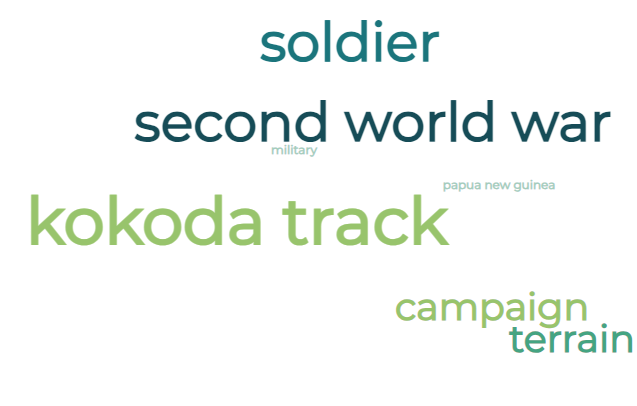 soldier
second world war
military
papua new guinea
kokoda track
campaign
terrain